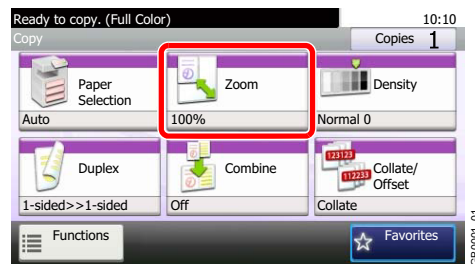 Ready to copy. (Full Color)
10:10
Copy
Copies 1
Paper Selection
Auto
Zoom
100%
Density
Normal 0
Duplex
1-sided>>1-sided
Combine
Off
123123
112233
Collate/
Offset
Collate
Functions
Favorites